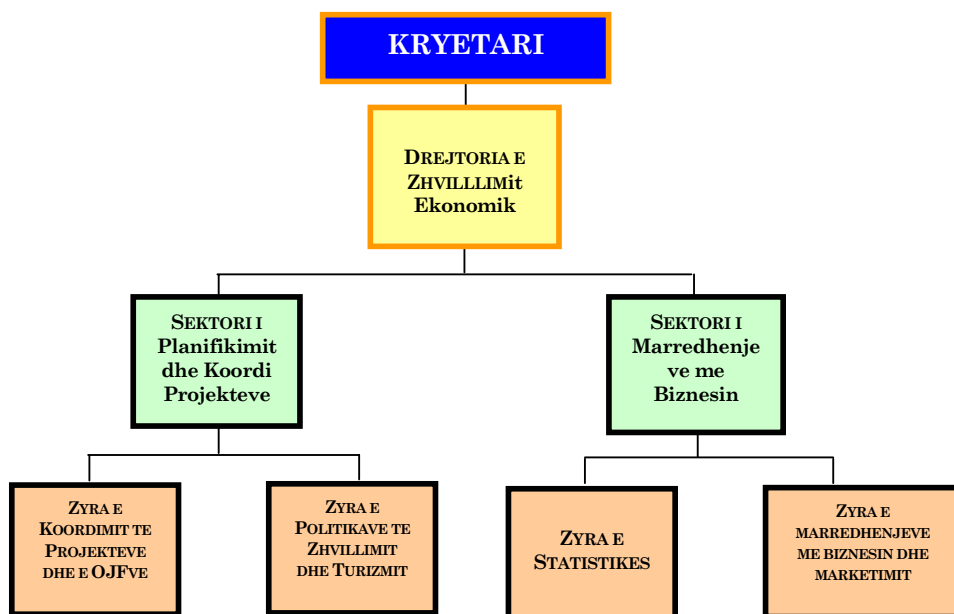 KRYETARI
DREJTORIA E
ZHVILLLIMit
Ekonomik
SEKTORI I
Planifikimit
dhe Koordi
Projekteve
SEKTORI I
Marredhenje
ve me
Biznesin
ZYRA E
KOORDIMIT TE
PROJEKTEVE
DHE E OJFVE
ZYRA E
POLITIKAVE TE
ZHVILLIMIT
DHE TURIZMIT
ZYRA E
STATISTIKES
ZYRA E
MARREDHENJEVE
ME BIZNESIN DHE
MARKETIMIT